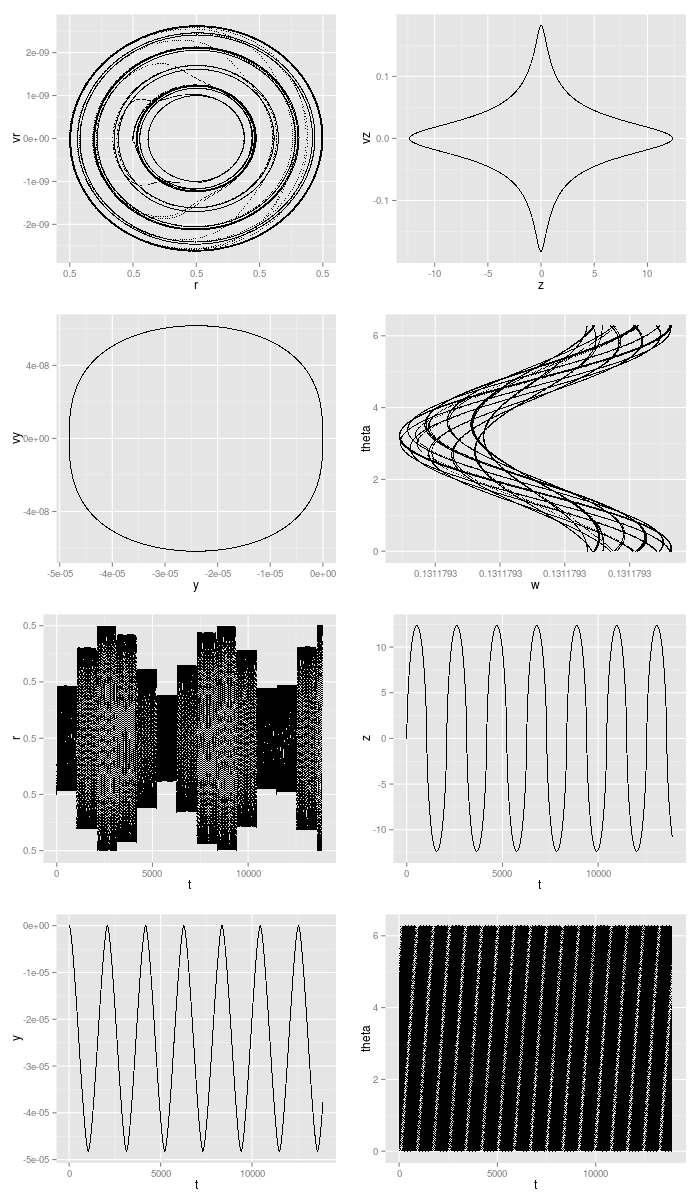 2e-09
1e-09
0e+00
-1e-09
-2e-09
vr
0.5 0.5 0.5 0.5 0.5
r
0.1
0.0
-0.1
vz
-10 -5 0 5 10
z
4e-08
0e+00
-4e-08
vy
-5e-05 -4e-05 -3e-05 -2e-05 -1e-05 0e+00
y
6
4
2
0
theta
0.1311793 0.1311793 0.1311793 0.1311793
w
0.5
0.5
0.5
0.5
0.5
r
0 5000 10000
t
10
5
0
-5
-10
z
0 5000 10000
t
0e+00
-1e-05
-2e-05
-3e-05
-4e-05
-5e-05
y
0 5000 10000
t
6
4
2
0
theta
0 5000 10000
t